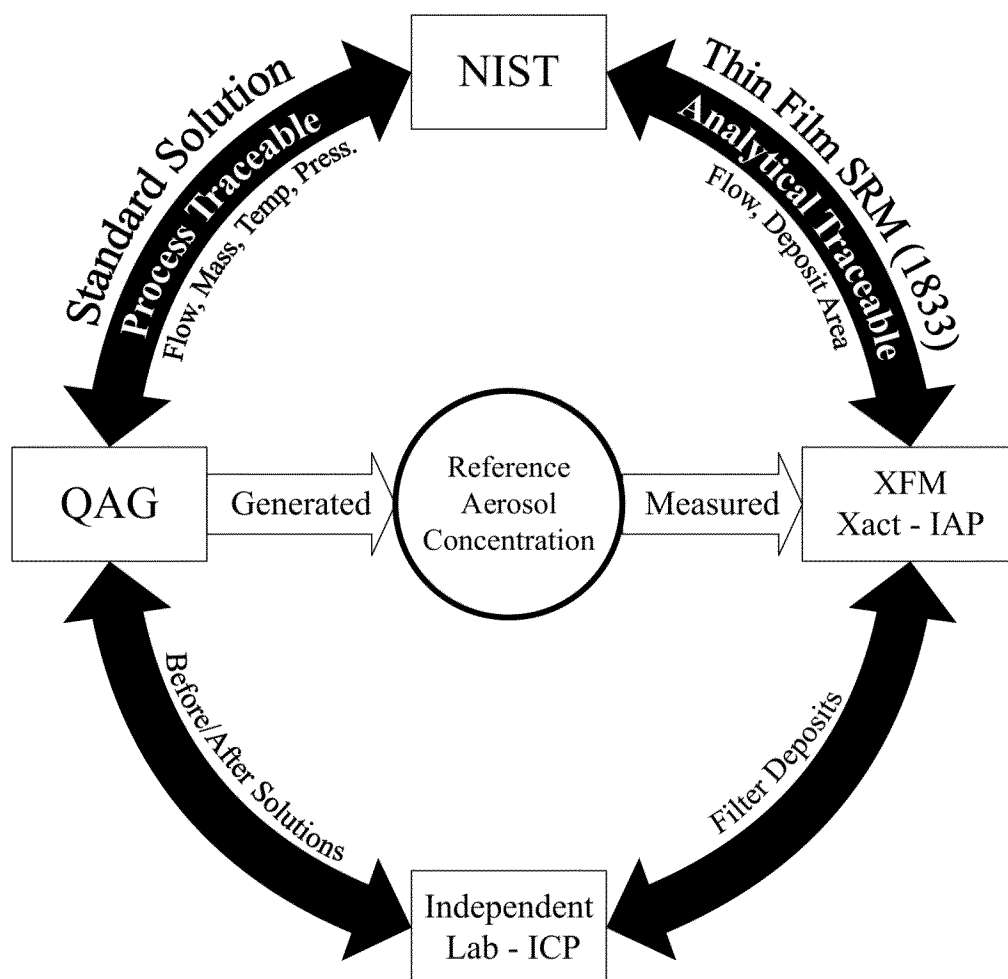 NIST
Standard Solution
Process Traceable
Flow, Mass, Temp, Press.
Thin Film SRM (1833)
Analytical Traceable
Flow, Deposit Area
QAG
Generated
Reference
Aerosol
Concentration
Measured
XFM
Xact - IAP
Before/After Solutions
Filter Deposits
Independent
Lab - ICP